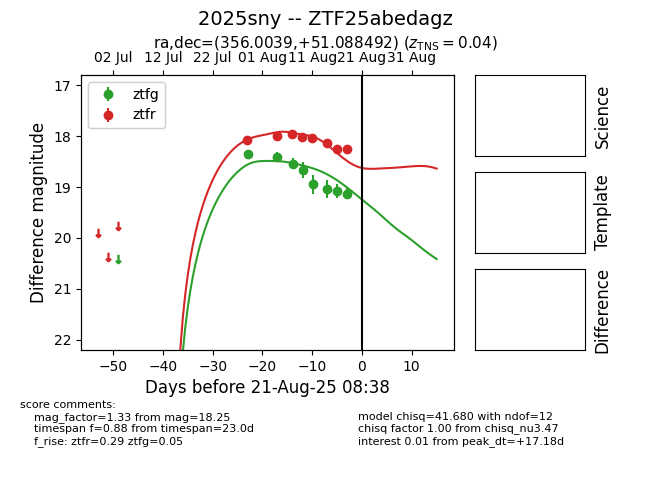 2025sny -- ZTF25abedagz
ra,dec=(356.0039,+51.088492) (z_TNS = 0.04)
02 Jul 12 Jul 22 Jul 01 Aug 11 Aug 21 Aug 31 Aug
ztfg
ztfr
17
18
19
20
21
22
Difference magnitude
−50 −40 −30 −20 −10 0 10
Days before 21-Aug-25 08:38
Science
Template
Difference
score comments:
mag_factor=1.33 from mag=18.25
timespan f=0.88 from timespan=23.0d
f_rise: ztfr=0.29 ztfg=0.05
model chisq=41.680 with ndof=12
chisq factor 1.00 from chisq_nu3.47
interest 0.01 from peak_dt=+17.18d